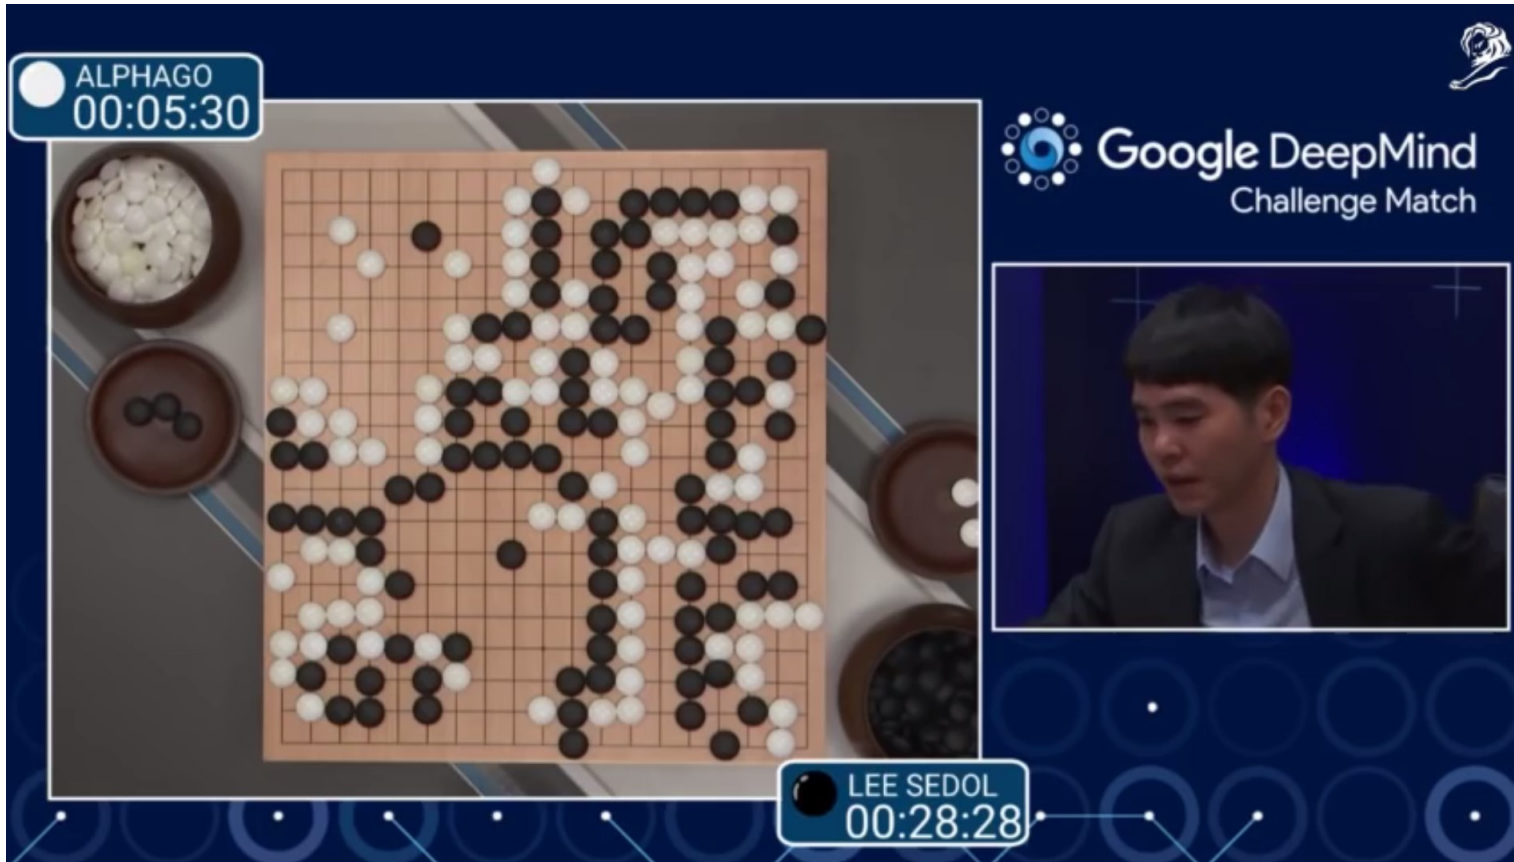 ALPHAGO
00:05:30
Google DeepMind
Challenge Match
LEE SEDOL
00:28:28